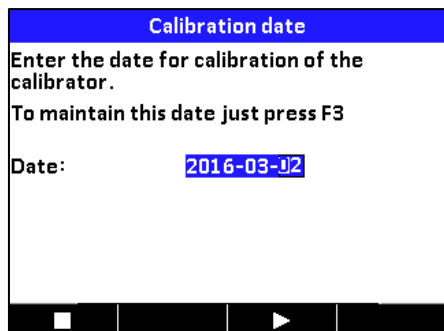 Calibration date
Enter the date for calibration of the
calibrator.
To maintain this date just press F3
Date: 2016-03-02